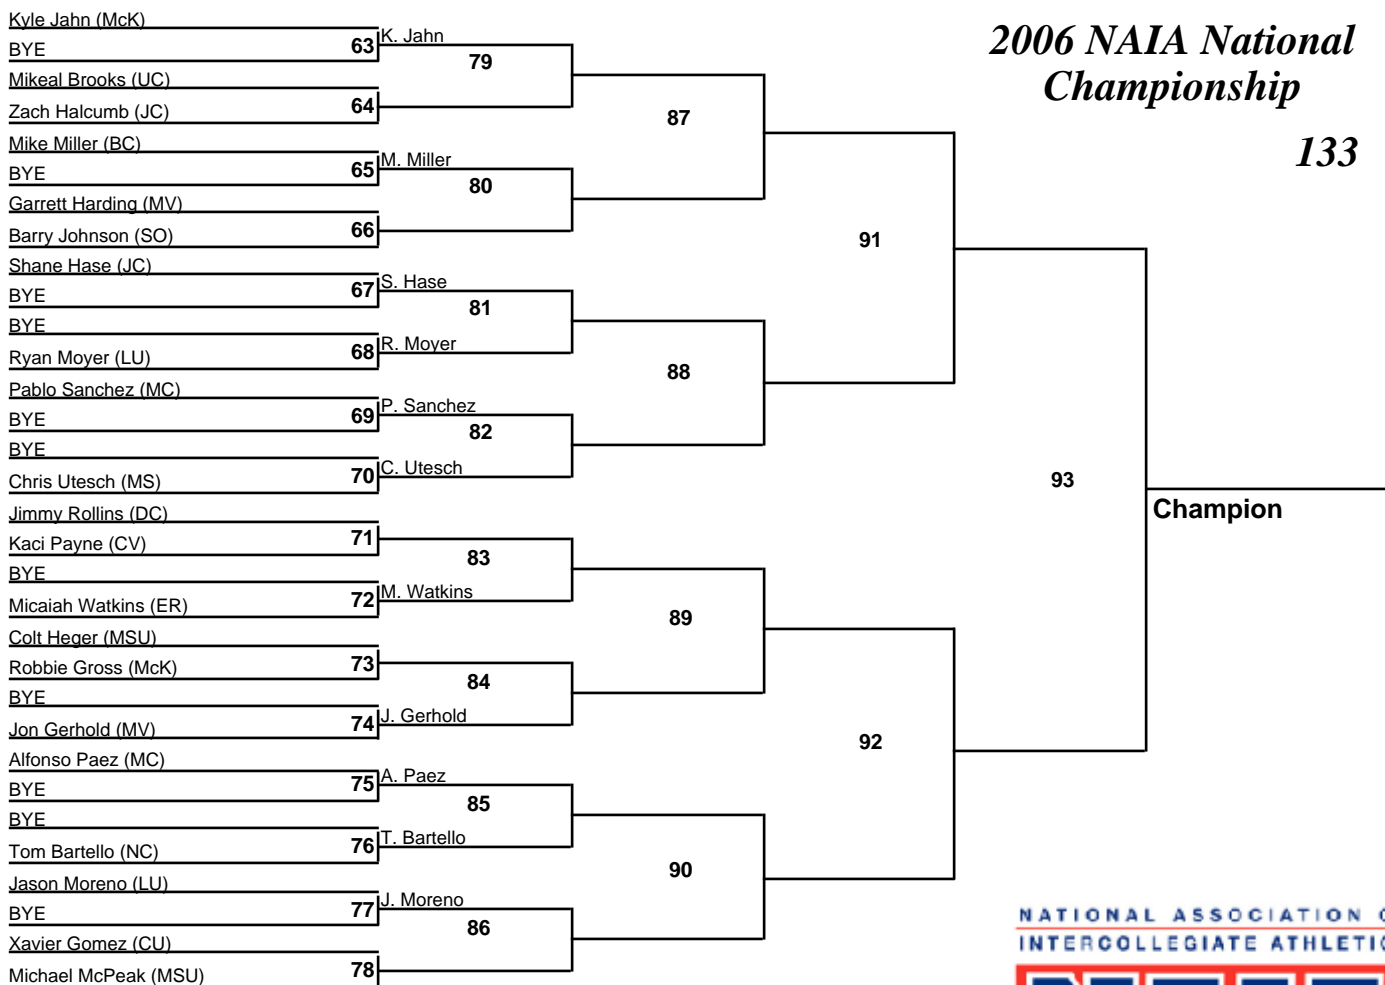 Kyle Jahn (McK)
BYE
63
K. Jahn
79
Mikeal Brooks (UC)
Zach Halcumb (JC)
64
87
Mike Miller (BC)
BYE
65
M. Miller
80
Garrett Harding (MV)
Barry Johnson (SO)
66
91
Shane Hase (JC)
BYE
67
S. Hase
81
BYE
Ryan Moyer (LU)
68
R. Moyer
88
Pablo Sanchez (MC)
BYE
69
P. Sanchez
82
BYE
Chris Utesch (MS)
70
C. Utesch
93
Champion
Jimmy Rollins (DC)
Kaci Payne (CV)
71
83
BYE
Micaiah Watkins (ER)
72
M. Watkins
89
Colt Heger (MSU)
Robbie Gross (McK)
73
84
BYE
Jon Gerhold (MV)
74
J. Gerhold
92
Alfonso Paez (MC)
BYE
75
A. Paez
85
BYE
Tom Bartello (NC)
76
T. Bartello
90
Jason Moreno (LU)
BYE
77
J. Moreno
86
Xavier Gomez (CU)
Michael McPeak (MSU)
78
2006 NAIA National
Championship
133
NATIONAL ASSOCIATION
INTERCOLLEGIATE ATHLETIC